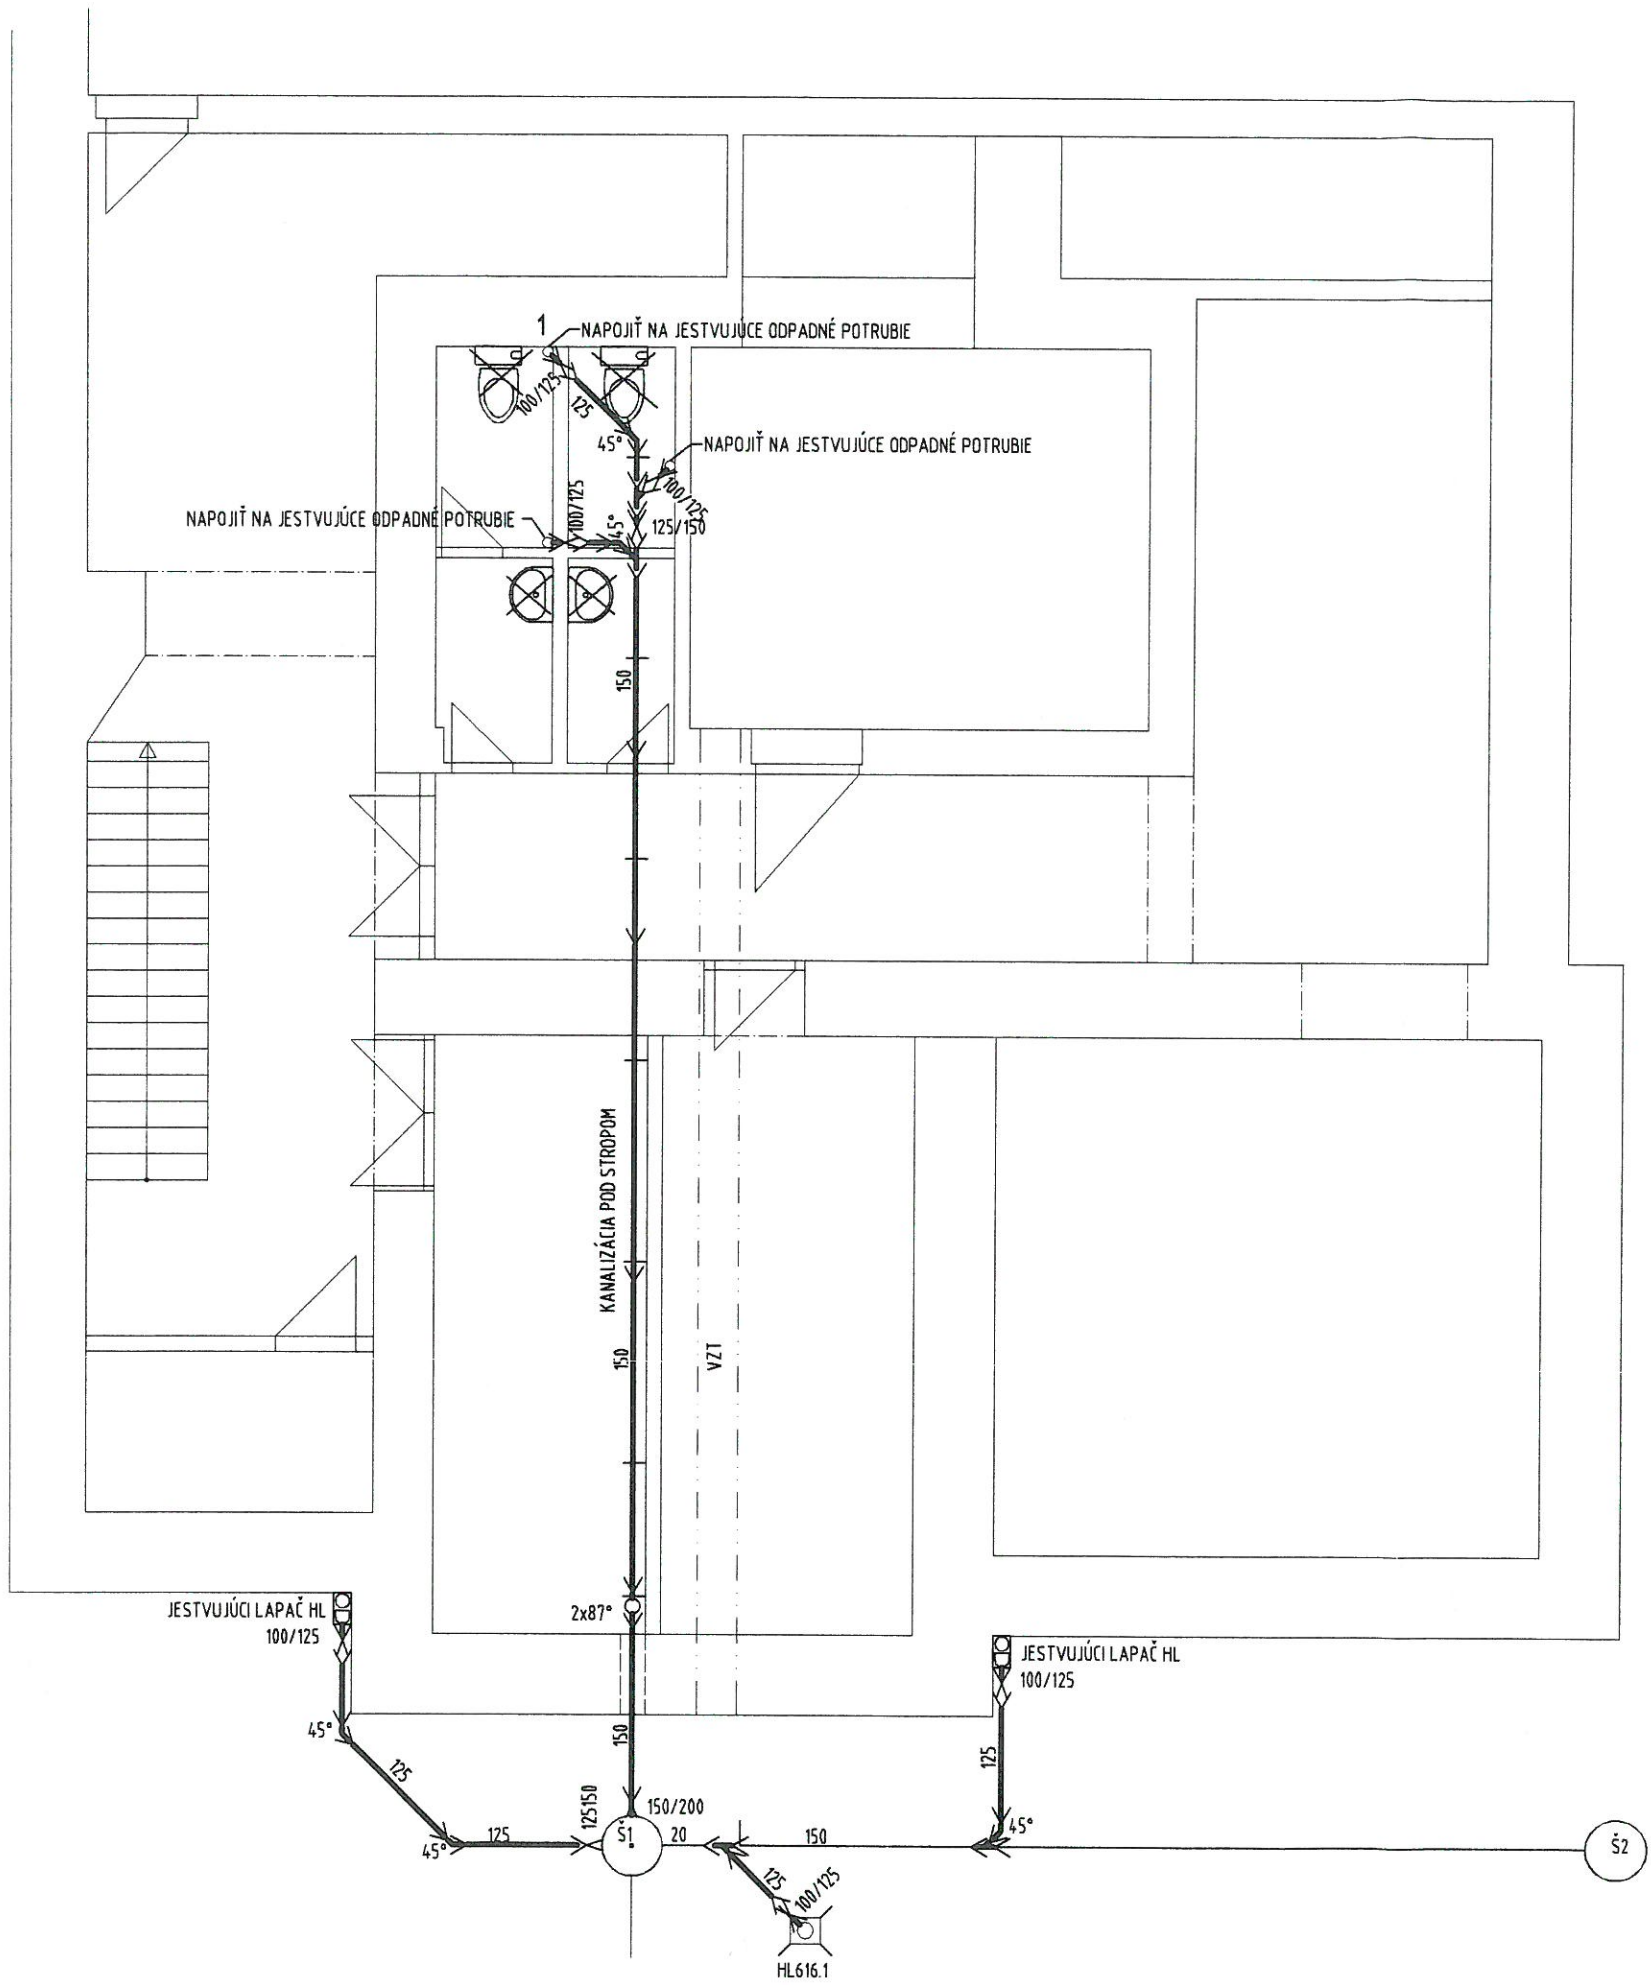 1
NAPOJIŤ NA JESTVUJÚCE ODPADNÉ POTRUBIE
100/125
125
45°
NAPOJIŤ NA JESTVUJÚCE ODPADNÉ POTRUBIE
100/125
100/125
45°
125/150
NAPOJIŤ NA JESTVUJÚCE ODPADNÉ POTRUBIE
150
KANALIZÁCIA POD STROPOM
150
VZT
2x87°
JESTVUJÚCI LAPAČ HL
100/125
JESTVUJÚCI LAPAČ HL
100/125
45°
125
150
125
125150
150/200
45°
125
Š1
20
150
45°
Š2
125
100/125
HL616.1